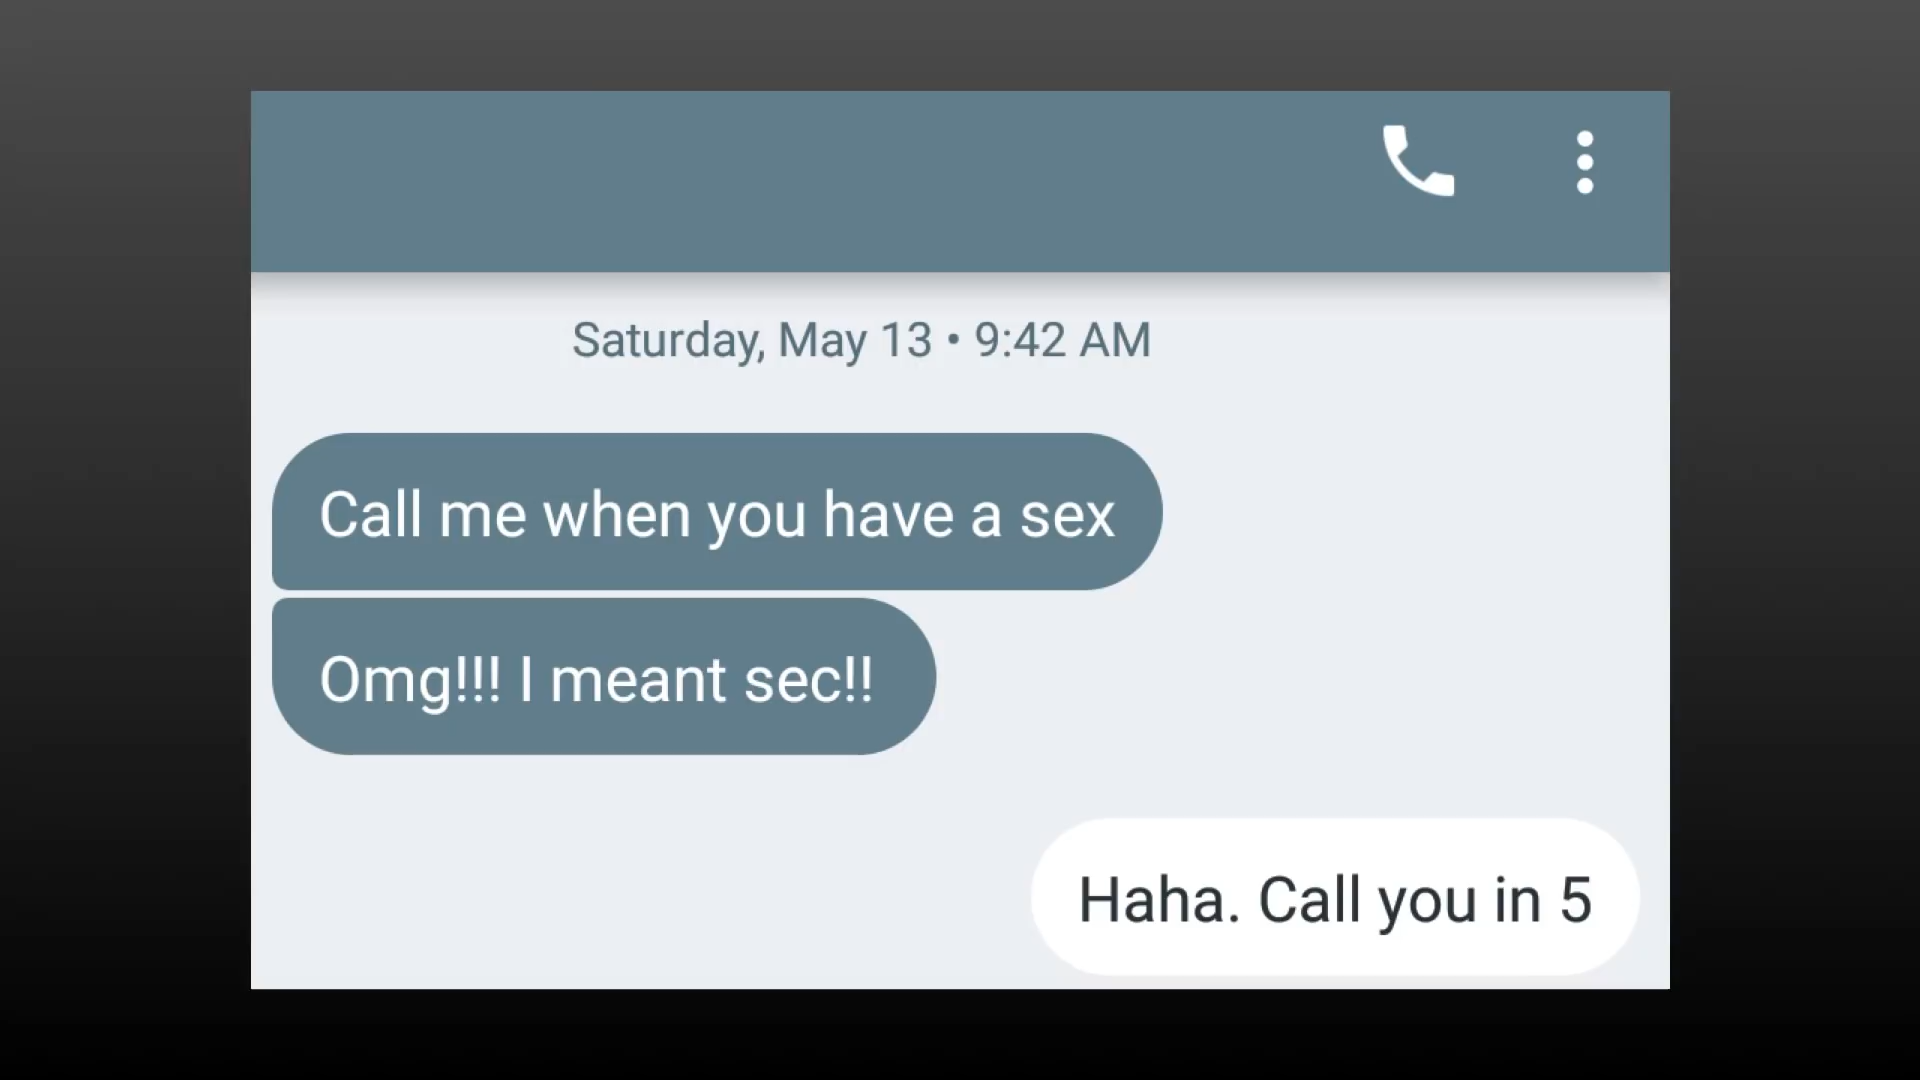 Saturday, May 13 • 9:42 AM
Call me when you have a sex
Omg!!! I meant sec!!
Haha. Call you in 5